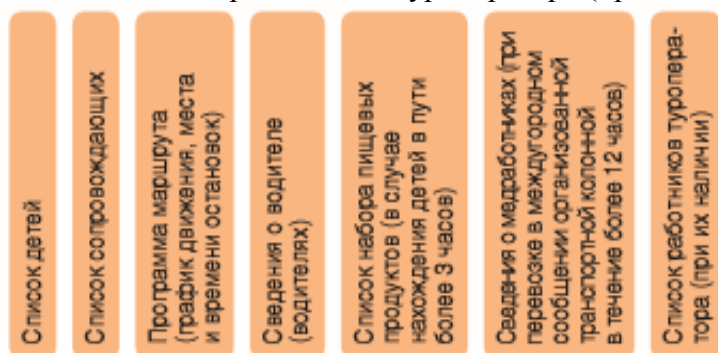 Список детей
Список сопровождающих
Программа маршрута
(график движения, места
и времени остановок)
Сведения о водителе
(водителях)
Список набора пищевых
продуктов (в случае
нахождения детей в пути
более 3 часов)
Сведения о медработниках (при
перевозке в междугородном
сообщении организованной
транспортной колонной
в течение более 12 часов)
Список работников туропера-
тора (при их наличии)